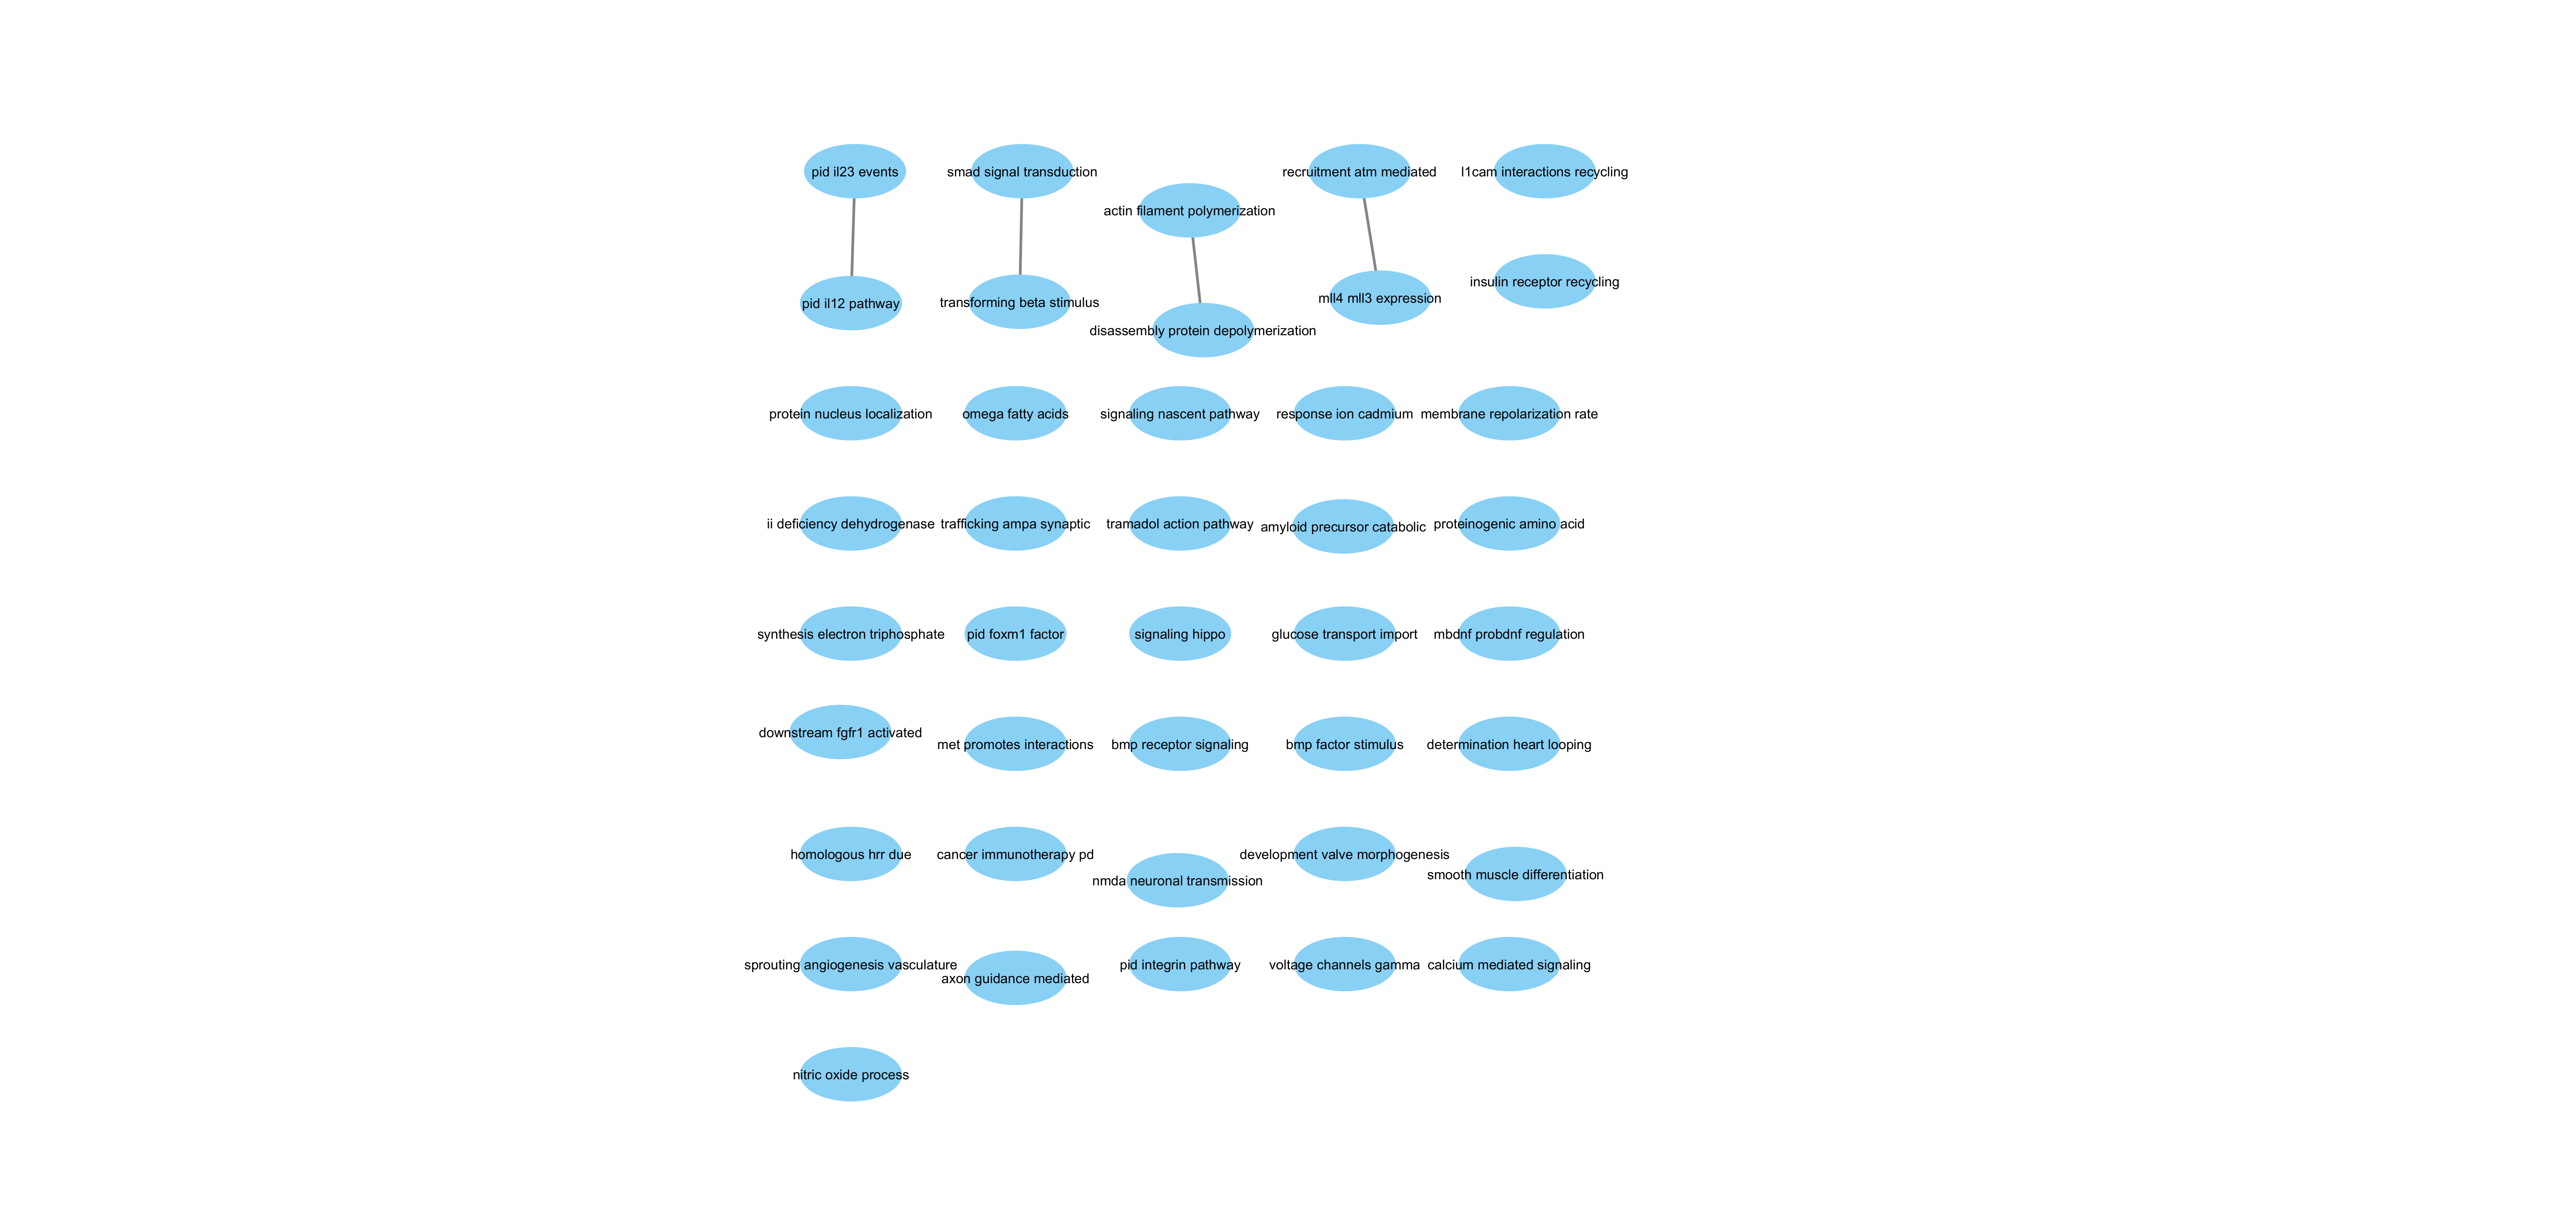 pid il23 events
smad signal transduction
recruitment atm mediated
l1cam interactions recycling
actin filament polymerization
insulin receptor recycling
pid il12 pathway
transforming beta stimulus
mll4 mll3 expression
disassembly protein depolymerization
protein nucleus localization
omega fatty acids
signaling nascent pathway
response ion cadmium
membrane repolarization rate
ii deficiency dehydrogenase
trafficking ampa synaptic
tramadol action pathway
amyloid precursor catabolic
proteinogenic amino acid
synthesis electron triphosphate
pid foxm1 factor
signaling hippo
glucose transport import
mbdnf probdnf regulation
downstream fgfr1 activated
met promotes interactions
bmp receptor signaling
bmp factor stimulus
determination heart looping
homologous hrr due
cancer immunotherapy pd
nmda neuronal transmission
development valve morphogenesis
smooth muscle differentiation
sprouting angiogenesis vasculature
axon guidance mediated
pid integrin pathway
voltage channels gamma
calcium mediated signaling
nitric oxide process